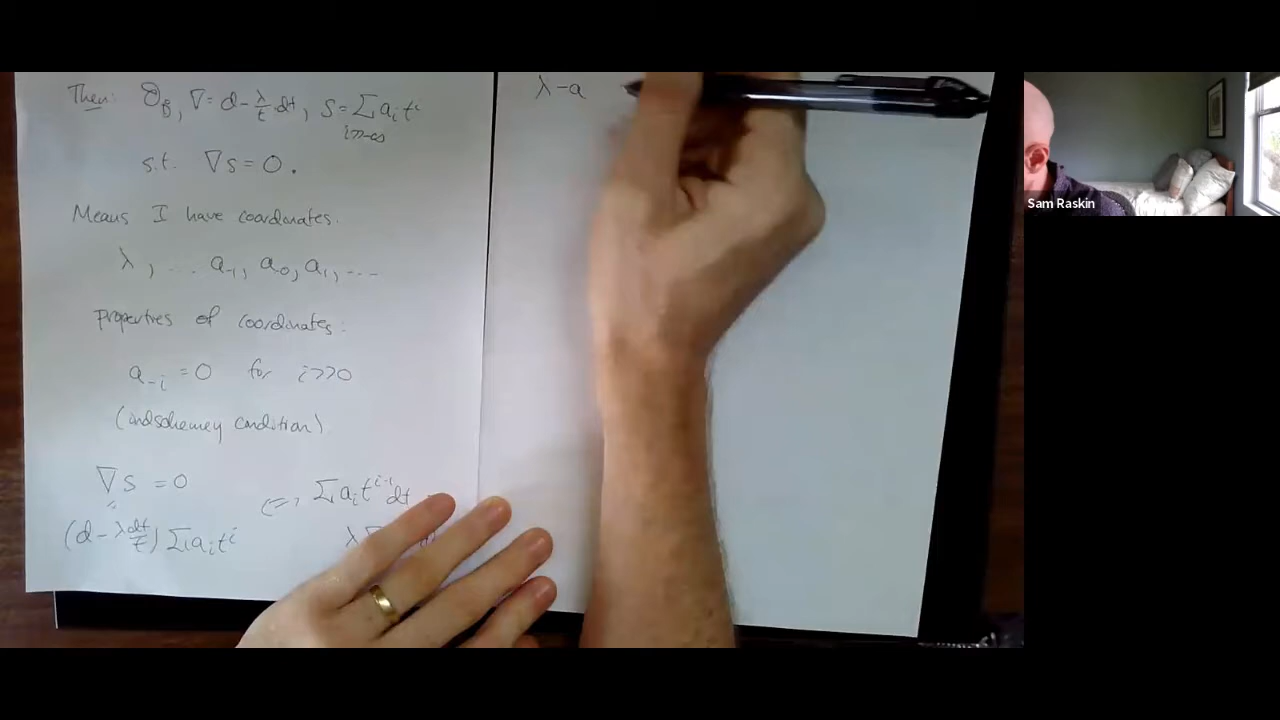 Then: 𝒪_𝒟, ∇ = d - λ/t dt, s = Σ a_i t^i
i>>-∞
s.t. ∇s = 0.
Means I have coordinates:
λ, ... a_{-1}, a_0, a_1, ...
properties of coordinates:
a_{-i} = 0 for i>>0
(indschemey condition)
∇s = 0
(d - λ dt/t) Σ a_i t^i
Σ a_i t^{i-1} dt
λ
λ - a
Sam Raskin